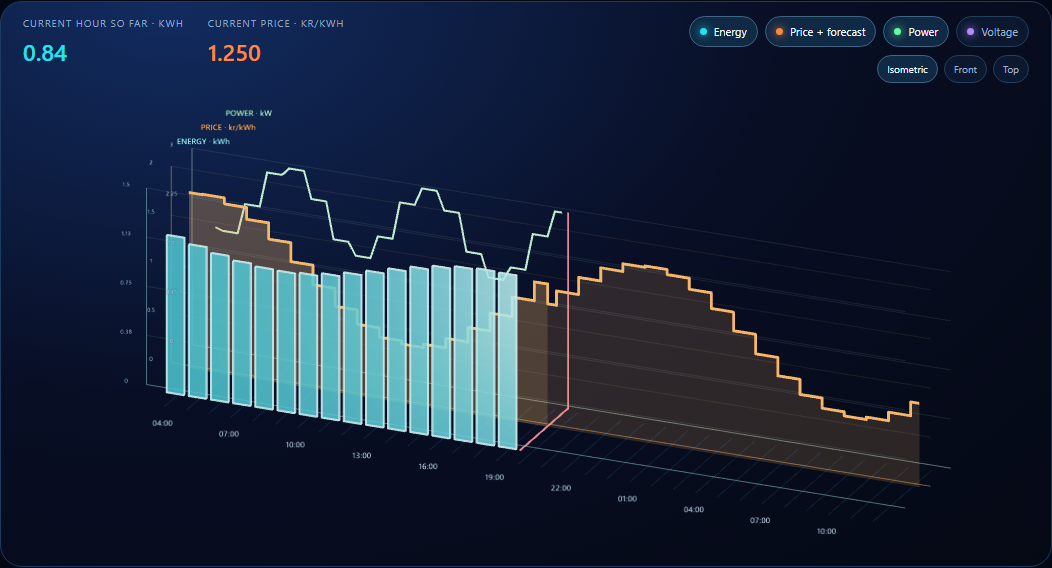 CURRENT HOUR SO FAR · KWH
CURRENT PRICE · KR/KWH
0.84
1.250
Energy
Price + forecast
Power
Voltage
Isometric
Front
Top
POWER · kW
PRICE · kr/kWh
ENERGY · kWh
3
2
1.5
2.25
1.5
1.13
1
0.75
0.5
0.38
0
0
04:00
07:00
10:00
13:00
16:00
19:00
22:00
01:00
04:00
07:00
10:00